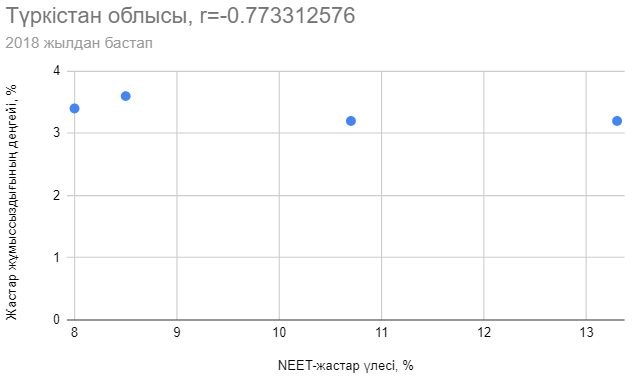 Түркістан облысы, r=-0.773312576
2018 жылдан бастап
Жастар жұмыссыздығының деңгейі, %
4
3
2
1
0
8
9
10
11
12
13
NEET-жастар үлесі, %